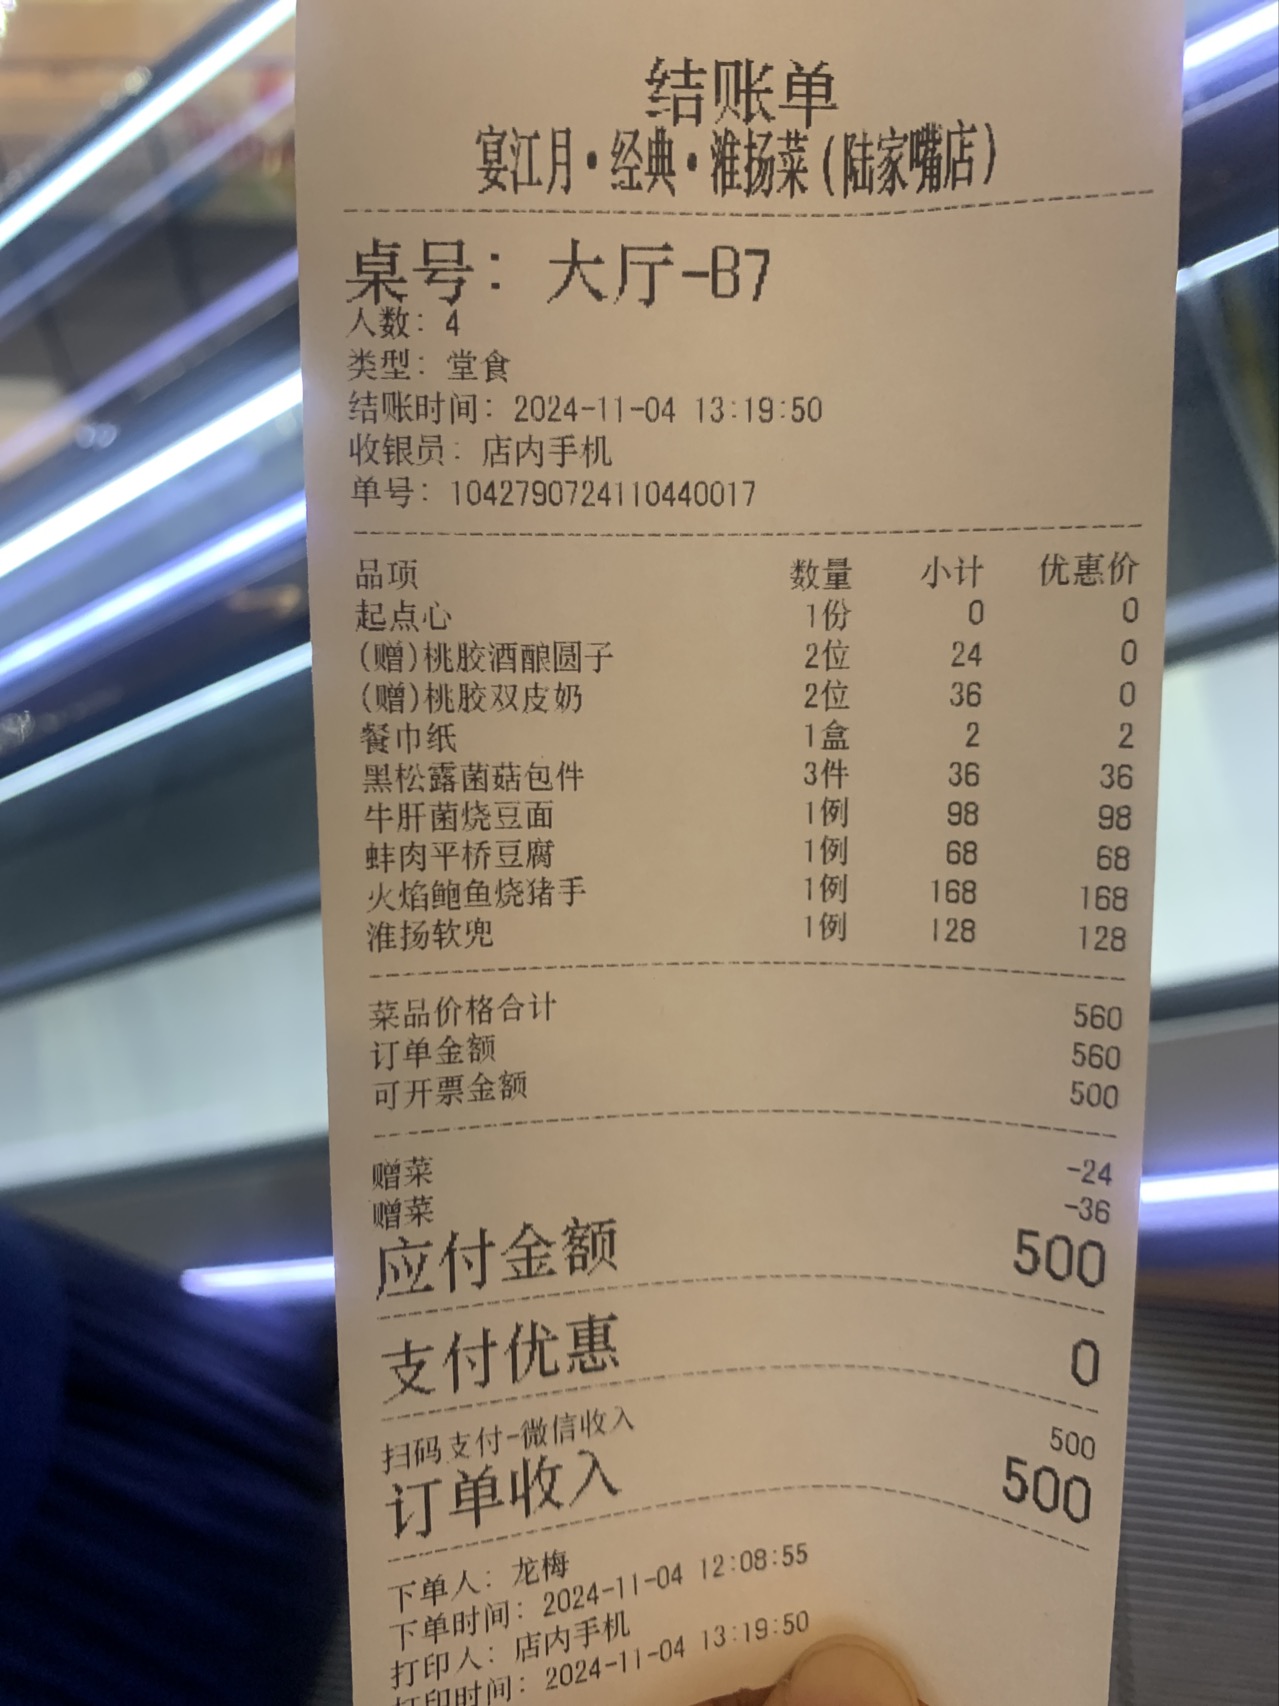 结账单
宴江月·经典·淮扬菜(陆家嘴店)
桌号：大厅-B7
人数：4
类型：堂食
结账时间：2024-11-04 13:19:50
收银员：店内手机
单号：1042790724110440017
品项 数量 小计 优惠价
起点心 1份 0 0
(赠)桃胶酒酿圆子 2位 24 0
(赠)桃胶双皮奶 2位 36 0
餐巾纸 1盒 2 2
黑松露菌菇包件 3件 36 36
牛肝菌烧豆面 1例 98 98
蚌肉平桥豆腐 1例 68 68
火焰鲍鱼烧猪手 1例 168 168
淮扬软兜 1例 128 128
菜品价格合计 560
订单金额 560
可开票金额 500
赠菜 -24
赠菜 -36
应付金额 500
支付优惠 0
扫码支付-微信收入 500
订单收入 500
下单人：龙梅
下单时间：2024-11-04 12:08:55
打印人：店内手机
打印时间：2024-11-04 13:19:50